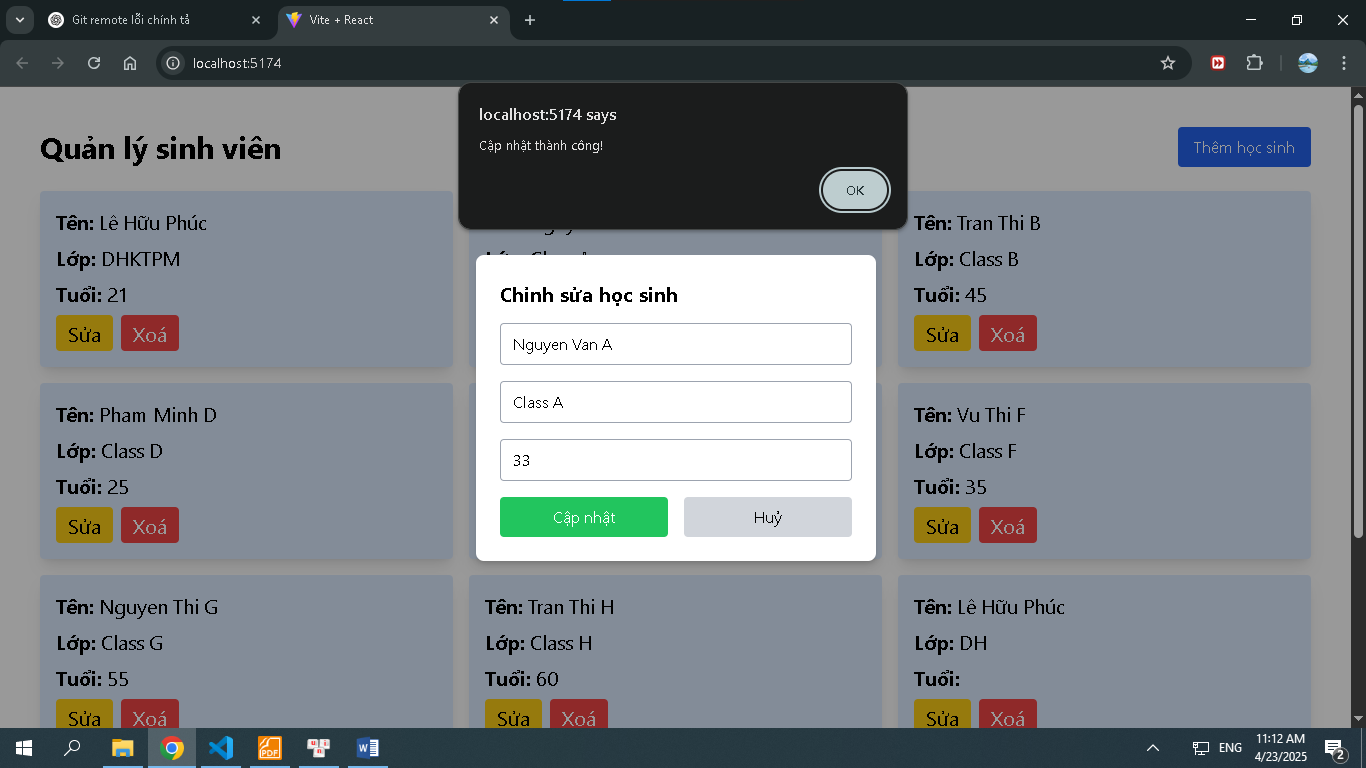 Git remote lỗi chính tả
Vite + React
localhost:5174
localhost:5174 says
Cập nhật thành công!
OK
Quản lý sinh viên
Thêm học sinh
Tên: Lê Hữu Phúc
Lớp: DHKTPM
Tuổi: 21
Sửa
Xoá
Tên: Tran Thi B
Lớp: Class B
Tuổi: 45
Sửa
Xoá
Chỉnh sửa học sinh
Nguyen Van A
Class A
33
Cập nhật
Huỷ
Tên: Pham Minh D
Lớp: Class D
Tuổi: 25
Sửa
Xoá
Tên: Vu Thi F
Lớp: Class F
Tuổi: 35
Sửa
Xoá
Tên: Nguyen Thi G
Lớp: Class G
Tuổi: 55
Sửa
Xoá
Tên: Tran Thi H
Lớp: Class H
Tuổi: 60
Sửa
Xoá
Tên: Lê Hữu Phúc
Lớp: DH
Tuổi:
Sửa
Xoá
PDF
ENG
11:12 AM
4/23/2025
2